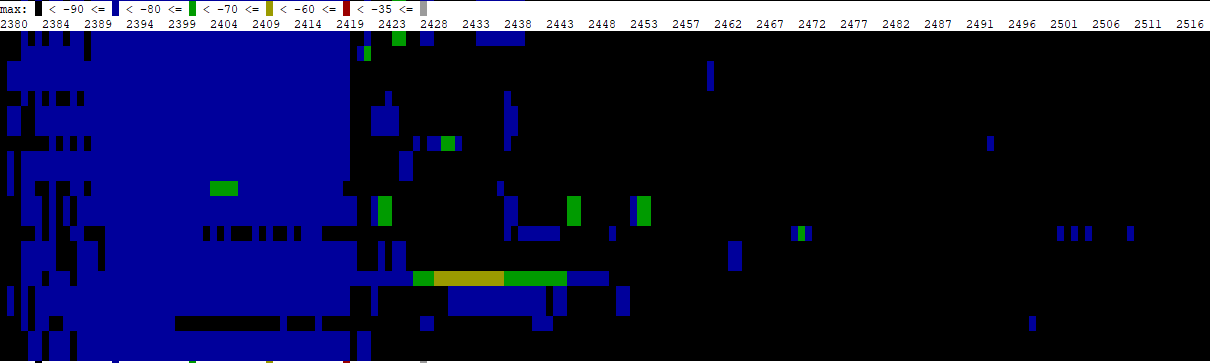 max: < -90 <= < -80 <= < -70 <= < -60 <= < -35 <=
2380 2384 2389 2394 2399 2404 2409 2414 2419 2423 2428 2433 2438 2443 2448 2453 2457 2462 2467 2472 2477 2482 2487 2491 2496 2501 2506 2511 2516